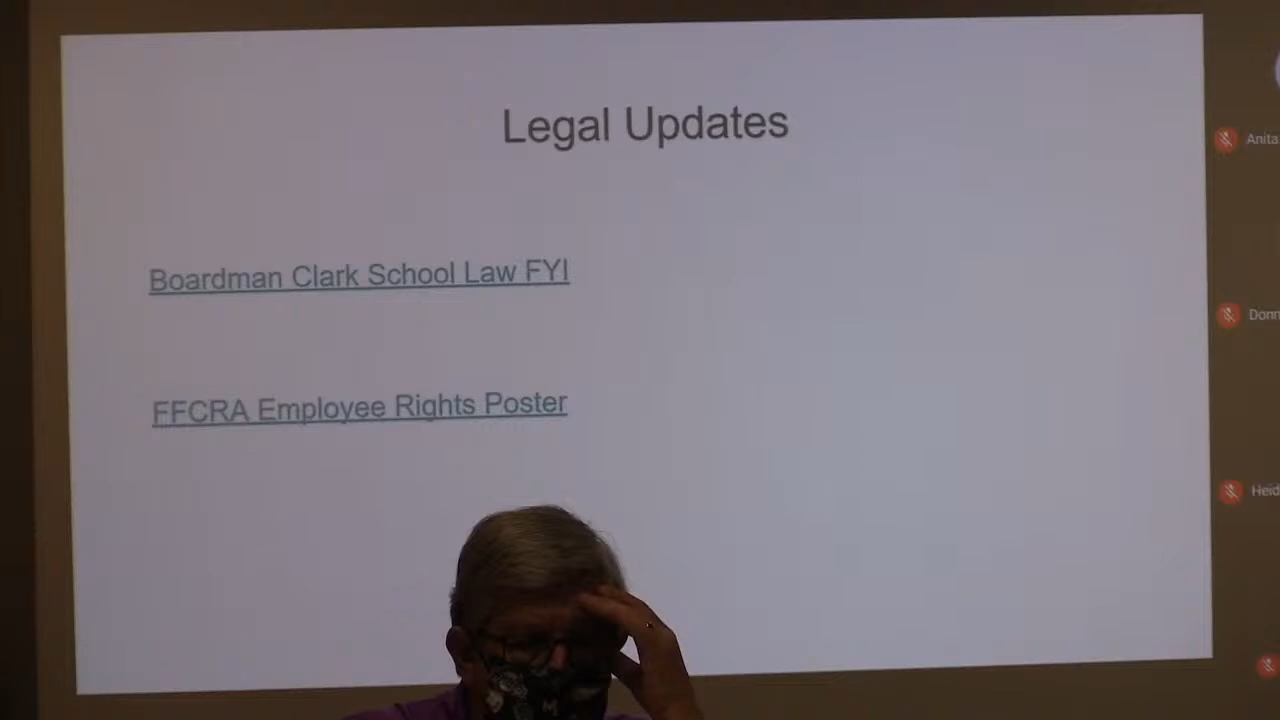 Legal Updates
Boardman Clark School Law FYI
FFCRA Employee Rights Poster
Anita
Donn
Heid
M